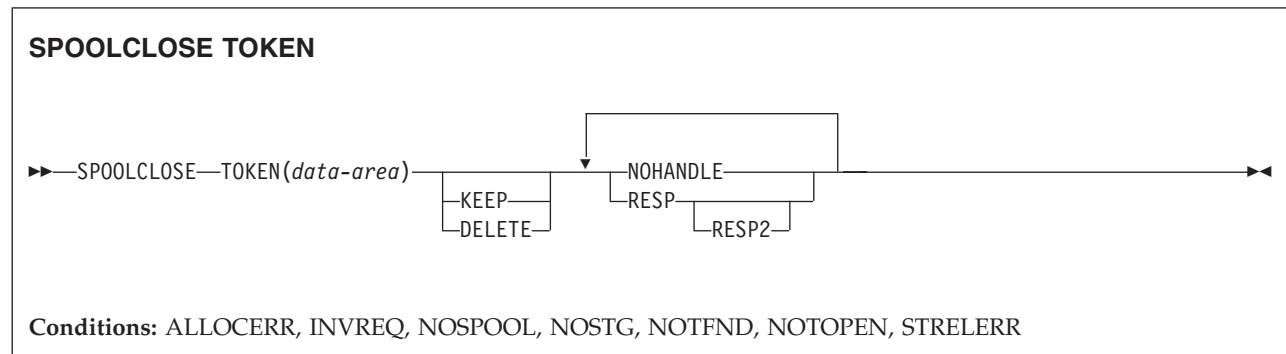 SPOOLCLOSE TOKEN
SPOOLCLOSE TOKEN(data-area) NOHANDLE
KEEP RESP
DELETE RESP2
Conditions: ALLOCERR, INVREQ, NOSPOOL, NOSTG, NOTFND, NOTOPEN, STRELERR